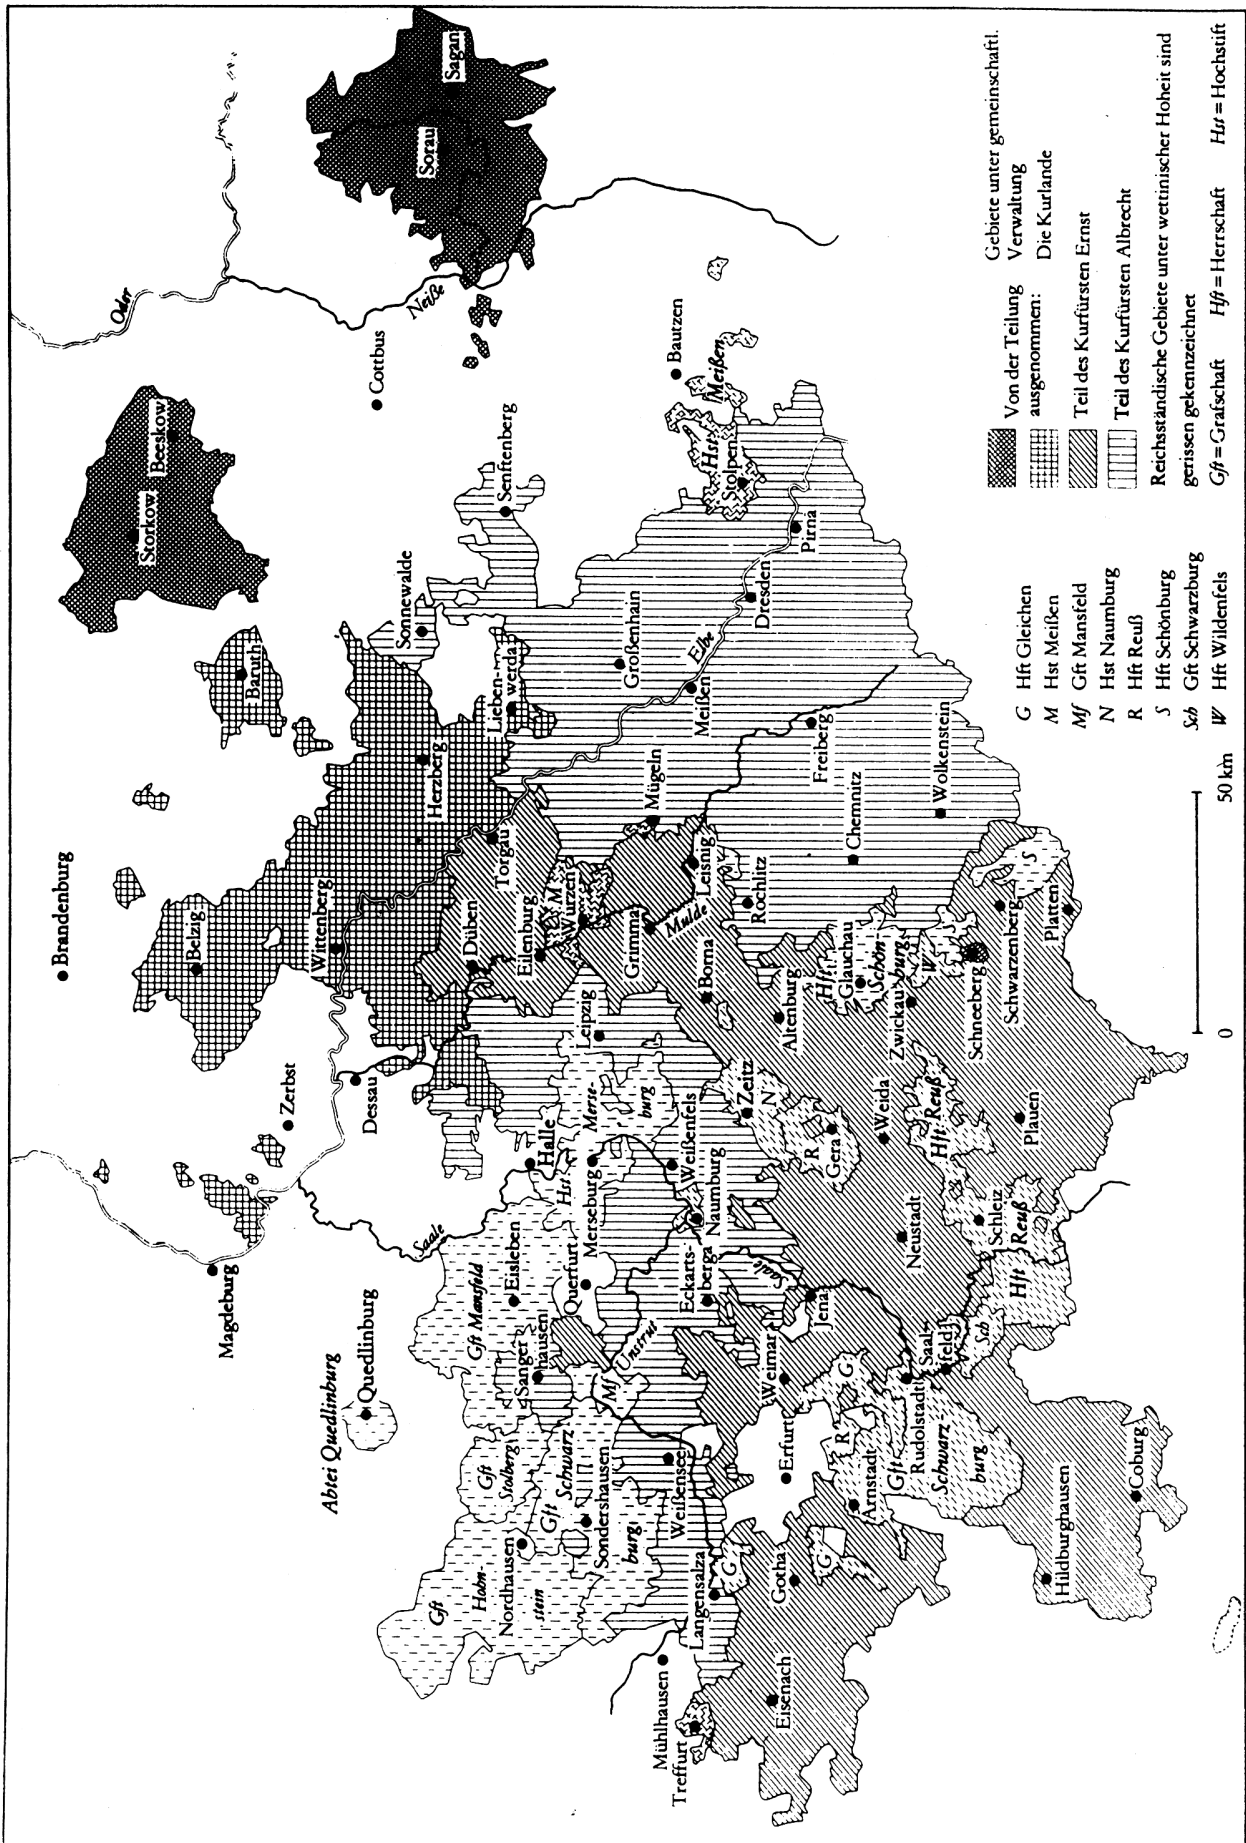 Brandenburg
Belzig
Baruth
Storkow
Beeskow
Oder
Zerbst
Magdeburg
Wittenberg
Dessau
Cottbus
Neiße
Sorau
Sagan
Abtei Quedlinburg
Quedlinburg
Saale
Herzberg
Sonnewalde
Senftenberg
Lieben-
werda
Torgau
Düben
Eilenburg
M
Wurzen
Halle
Gft Mansfeld
Eisleben
Sanger
hausen
Querfurt
Gft
Stolberg
Gft
Hohn-
stein
Nordhausen
Gft
Schwarz
burg
Sondershausen
Mf
Unstrut
Hst
Merse-
burg
Merseburg
Leipzig
Grimma
Mulde
Mügeln
Leisnig
Großenhain
Elbe
Meißen
Dresden
Pirna
Hst
Meißen
Stolpen
Bautzen
Mühlhausen
Treffurt
Langensalza
Weißensee
Eckarts-
berga
Naumburg
Weißenfels
Saale
Zeitz
N
Borna
Altenburg
Rochlitz
Freiberg
Chemnitz
Wolkenstein
Eisenach
Gotha
G
G
Erfurt
Weimar
Jena
R
Gera
Hft
Schön-
burg
Glauchau
Zwickau
W
S
Arnstadt
R
G
Gft
Schwarz-
burg
Rudolstadt
Saal-
feld
Sch
Neustadt
Weida
Hft Reuß
Schleiz
Hft
Reuß
Plauen
Schneeberg
Schwarzenberg
S
Platten
Hildburghausen
Coburg
0
50 km
G Hft Gleichen
M Hst Meißen
Mf Gft Mansfeld
N Hst Naumburg
R Hft Reuß
S Hft Schönburg
Sch Gft Schwarzburg
W Hft Wildenfels
Von der Teilung
ausgenommen:
Gebiete unter gemeinschaftl.
Verwaltung
Die Kurlande
Teil des Kurfürsten Ernst
Teil des Kurfürsten Albrecht
Reichsständische Gebiete unter wettinischer Hoheit sind
gerissen gekennzeichnet
Gft = Grafschaft Hft = Herrschaft Hst = Hochstift